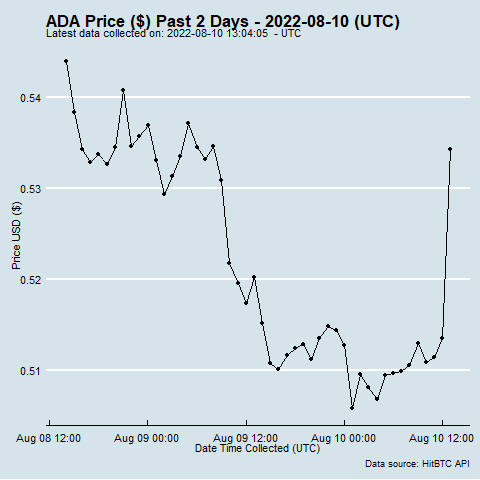 ADA Price ($) Past 2 Days - 2022-08-10 (UTC)
Latest data collected on: 2022-08-10 13:04:05 - UTC
Price USD ($)
0.54
0.53
0.52
0.51
Aug 08 12:00 Aug 09 00:00 Aug 09 12:00 Aug 10 00:00 Aug 10 12:00
Date Time Collected (UTC)
Data source: HitBTC API